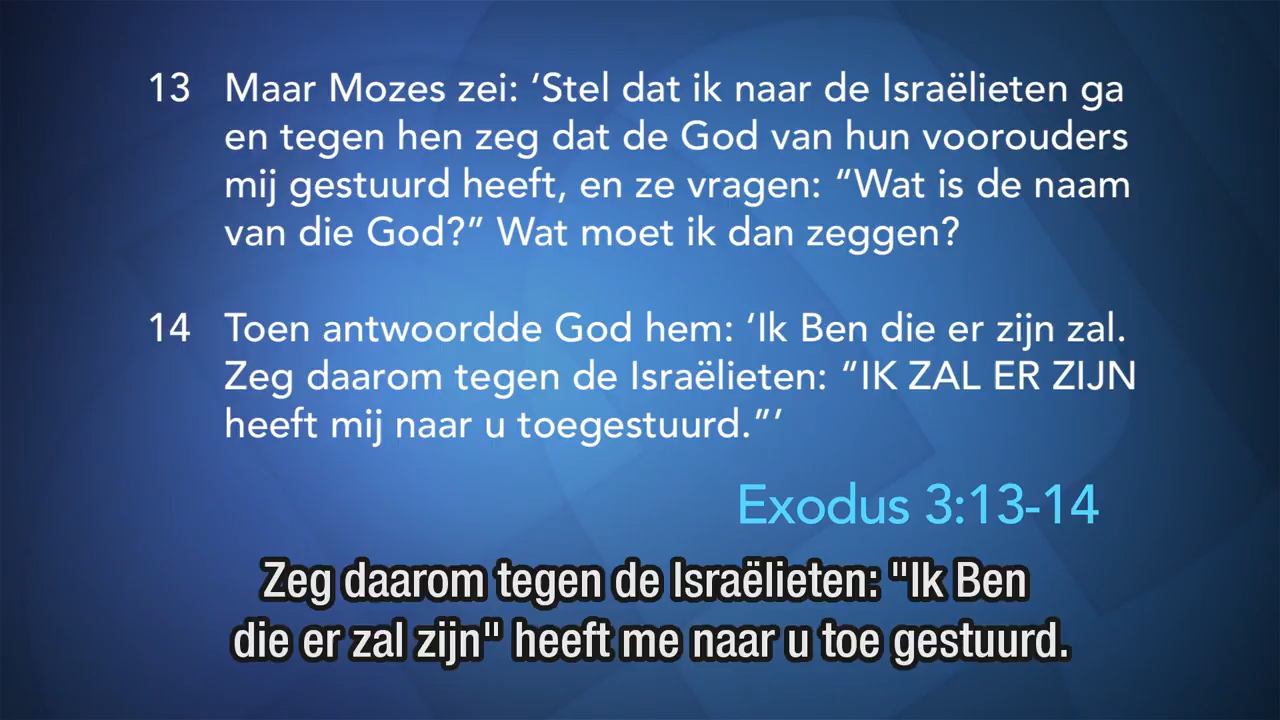 13 Maar Mozes zei: ‘Stel dat ik naar de Israëlieten ga
en tegen hen zeg dat de God van hun voorouders
mij gestuurd heeft, en ze vragen: “Wat is de naam
van die God?” Wat moet ik dan zeggen?
14 Toen antwoordde God hem: ‘Ik Ben die er zijn zal.
Zeg daarom tegen de Israëlieten: “IK ZAL ER ZIJN
heeft mij naar u toegestuurd.”’
Exodus 3:13-14
Zeg daarom tegen de Israëlieten: "Ik Ben
die er zal zijn" heeft me naar u toe gestuurd.